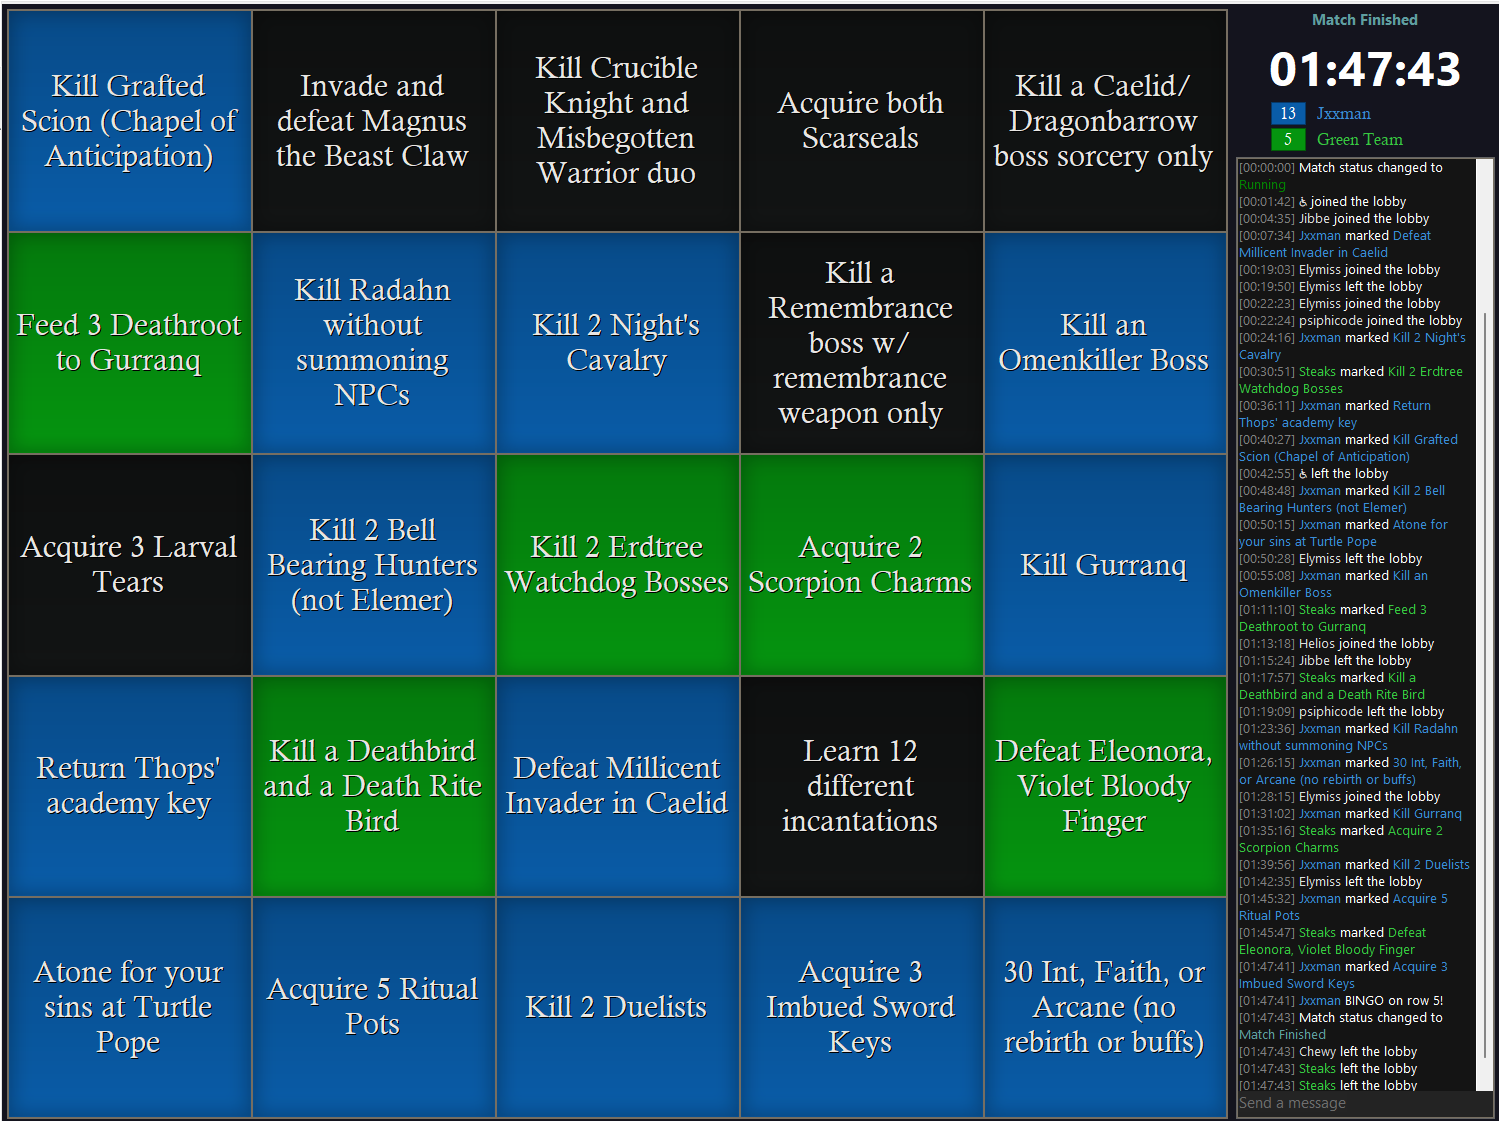 Kill Grafted
Scion (Chapel of
Anticipation)
Invade and
defeat Magnus
the Beast Claw
Kill Crucible
Knight and
Misbegotten
Warrior duo
Acquire both
Scarseals
Kill a Caelid/
Dragonbarrow
boss sorcery only
Feed 3 Deathroot
to Gurranq
Kill Radahn
without
summoning
NPCs
Kill 2 Night's
Cavalry
Kill a
Remembrance
boss w/
remembrance
weapon only
Kill an
Omenkiller Boss
Acquire 3 Larval
Tears
Kill 2 Bell
Bearing Hunters
(not Elemer)
Kill 2 Erdtree
Watchdog Bosses
Acquire 2
Scorpion Charms
Kill Gurranq
Return Thops'
academy key
Kill a Deathbird
and a Death Rite
Bird
Defeat Millicent
Invader in Caelid
Learn 12
different
incantations
Defeat Eleonora,
Violet Bloody
Finger
Atone for your
sins at Turtle
Pope
Acquire 5 Ritual
Pots
Kill 2 Duelists
Acquire 3
Imbued Sword
Keys
30 Int, Faith, or
Arcane (no
rebirth or buffs)
Match Finished
01:47:43
13 Jxxman
5 Green Team
[00:00:00] Match status changed to
Running
[00:01:42] ♿ joined the lobby
[00:04:35] Jibbe joined the lobby
[00:07:34] Jxxman marked Defeat
Millicent Invader in Caelid
[00:19:03] Elymiss joined the lobby
[00:19:50] Elymiss left the lobby
[00:22:23] Elymiss joined the lobby
[00:22:24] psiphicode joined the lobby
[00:24:16] Jxxman marked Kill 2 Night's
Cavalry
[00:30:51] Steaks marked Kill 2 Erdtree
Watchdog Bosses
[00:36:11] Jxxman marked Return
Thops' academy key
[00:40:27] Jxxman marked Kill Grafted
Scion (Chapel of Anticipation)
[00:42:55] ♿ left the lobby
[00:48:48] Jxxman marked Kill 2 Bell
Bearing Hunters (not Elemer)
[00:50:15] Jxxman marked Atone for
your sins at Turtle Pope
[00:50:28] Elymiss left the lobby
[00:55:08] Jxxman marked Kill an
Omenkiller Boss
[01:11:10] Steaks marked Feed 3
Deathroot to Gurranq
[01:13:18] Helios joined the lobby
[01:15:24] Jibbe left the lobby
[01:17:57] Steaks marked Kill a
Deathbird and a Death Rite Bird
[01:19:09] psiphicode left the lobby
[01:23:36] Jxxman marked Kill Radahn
without summoning NPCs
[01:26:15] Jxxman marked 30 Int, Faith,
or Arcane (no rebirth or buffs)
[01:28:15] Elymiss joined the lobby
[01:31:02] Jxxman marked Kill Gurranq
[01:35:16] Steaks marked Acquire 2
Scorpion Charms
[01:39:56] Jxxman marked Kill 2 Duelists
[01:42:35] Elymiss left the lobby
[01:45:32] Jxxman marked Acquire 5
Ritual Pots
[01:45:47] Steaks marked Defeat
Eleonora, Violet Bloody Finger
[01:47:41] Jxxman marked Acquire 3
Imbued Sword Keys
[01:47:41] Jxxman BINGO on row 5!
[01:47:43] Match status changed to
Match Finished
[01:47:43] Chewy left the lobby
[01:47:43] Steaks left the lobby
[01:47:43] Steaks left the lobby
Send a message